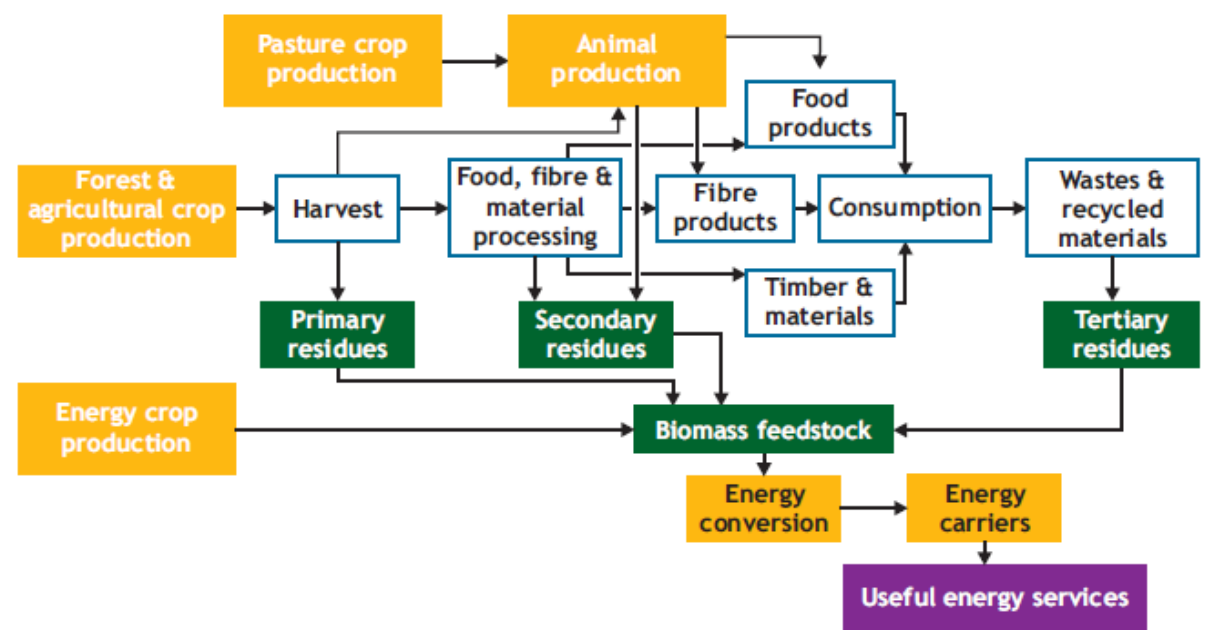 Pasture crop
production
Animal
production
Food
products
Forest &
agricultural crop
production
Harvest
Food, fibre &
material
processing
Fibre
products
Consumption
Wastes &
recycled
materials
Timber &
materials
Primary
residues
Secondary
residues
Tertiary
residues
Energy crop
production
Biomass feedstock
Energy
conversion
Energy
carriers
Useful energy services